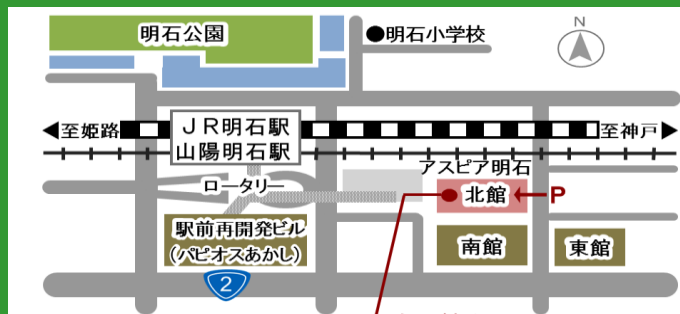 明石公園
●明石小学校
N
◀至姫路
JR明石駅
山陽明石駅
至神戸▶
アスピア明石
ロータリー
北館
P
駅前再開発ビル
(パピオスあかし)
南館
東館
2